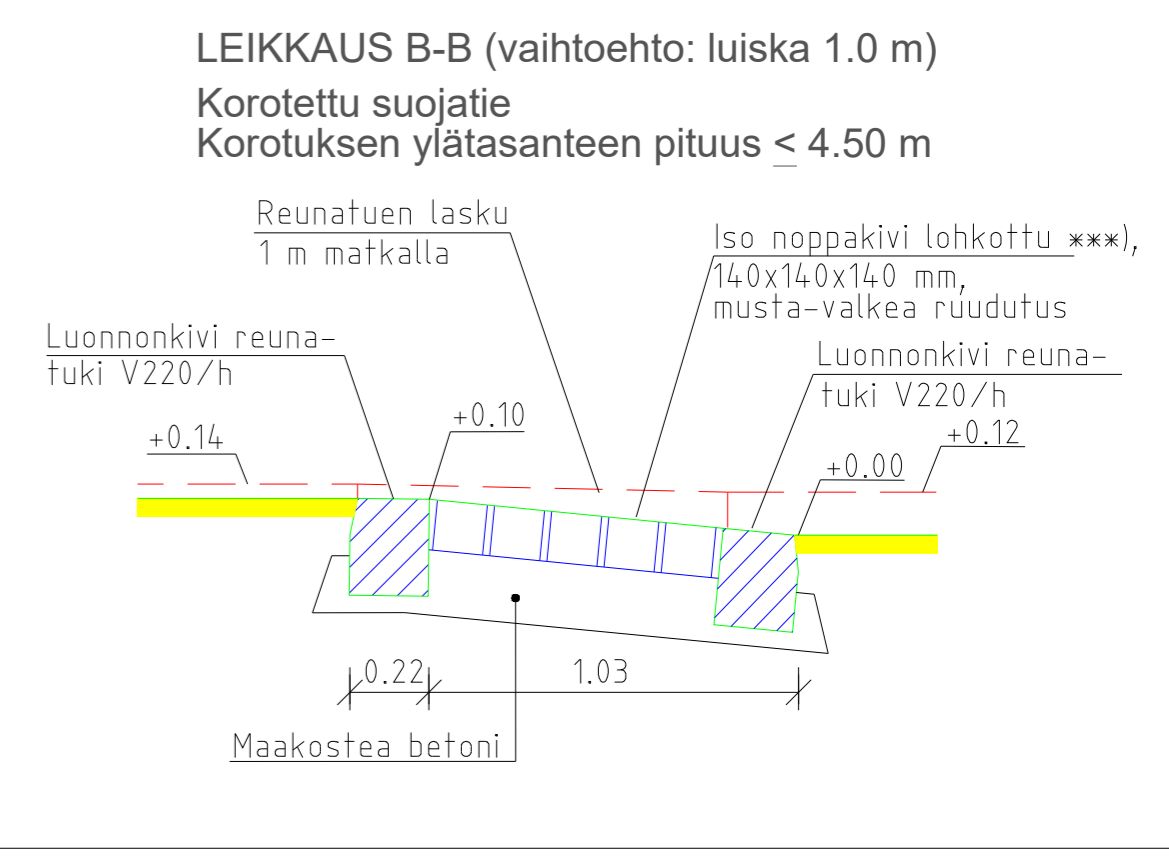 LEIKKAUS B-B (vaihtoehto: luiska 1.0 m)
Korotettu suojatie
Korotuksen ylätasanteen pituus ≤ 4.50 m
Reunatuen lasku
1 m matkalla
Iso noppakivi lohkottu ***),
140x140x140 mm,
musta-valkea ruudutus
Luonnonkivi reuna-
tuki V220/h
Luonnonkivi reuna-
tuki V220/h
+0.14
+0.10
+0.00
+0.12
0.22
1.03
Maakostea betoni